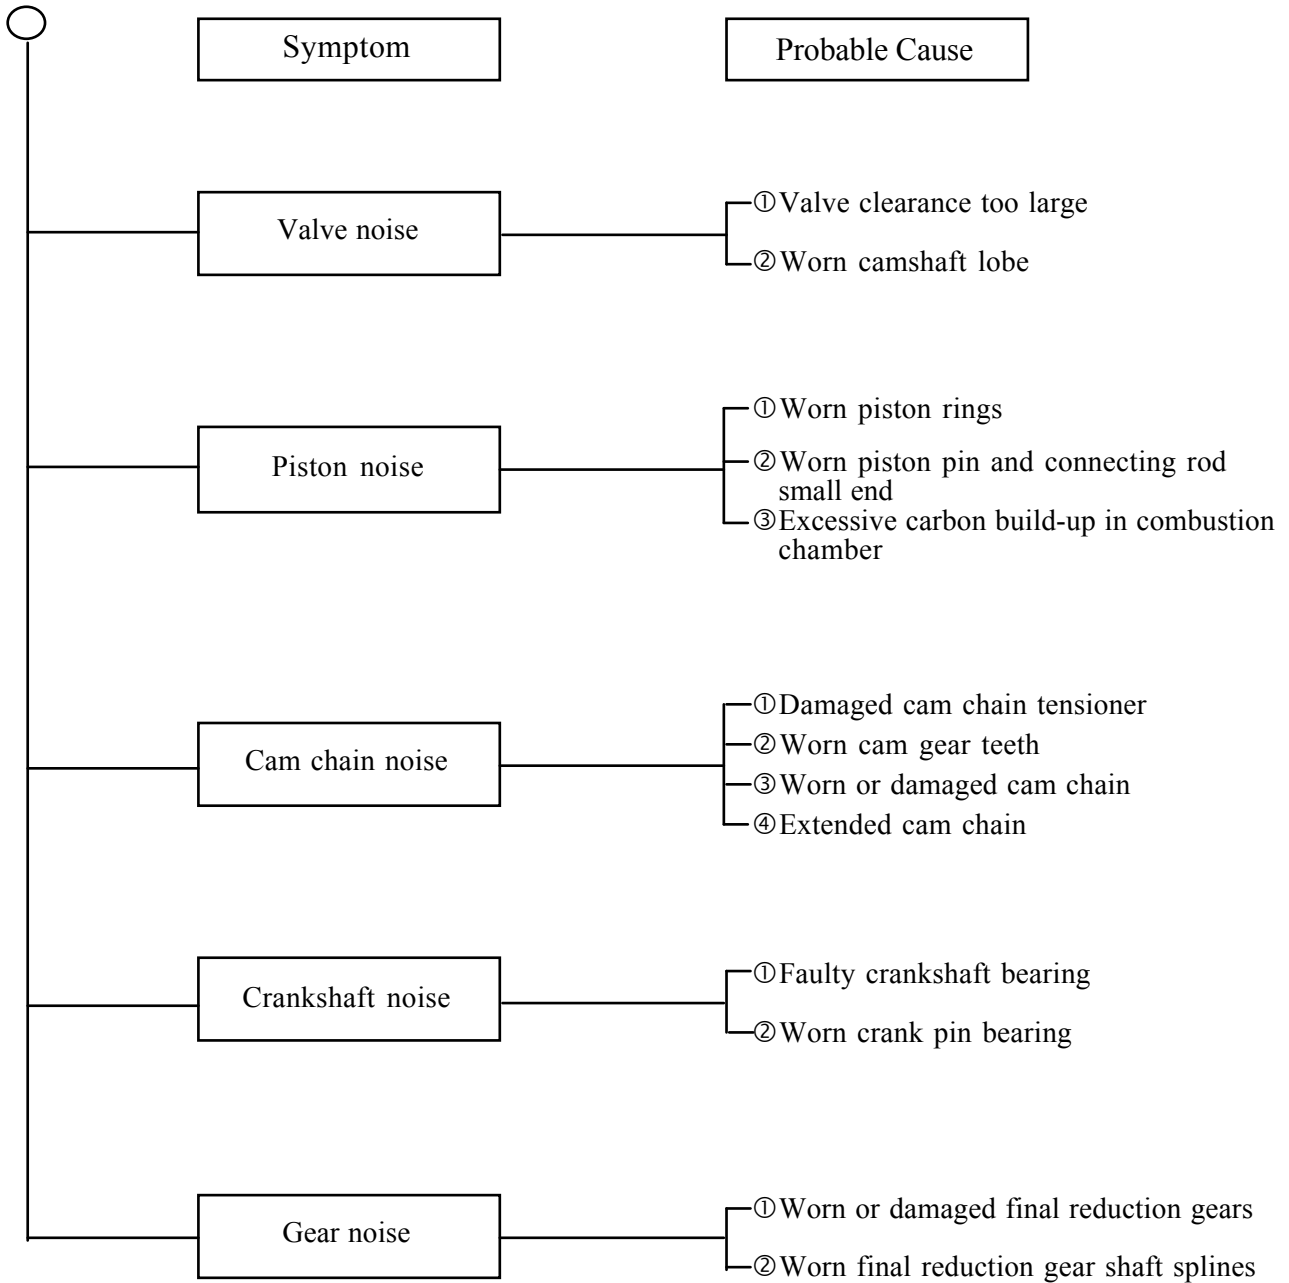 Symptom
Probable Cause
Valve noise
①Valve clearance too large
②Worn camshaft lobe
Piston noise
①Worn piston rings
②Worn piston pin and connecting rod
small end
③Excessive carbon build-up in combustion
chamber
Cam chain noise
①Damaged cam chain tensioner
②Worn cam gear teeth
③Worn or damaged cam chain
④Extended cam chain
Crankshaft noise
①Faulty crankshaft bearing
②Worn crank pin bearing
Gear noise
①Worn or damaged final reduction gears
②Worn final reduction gear shaft splines